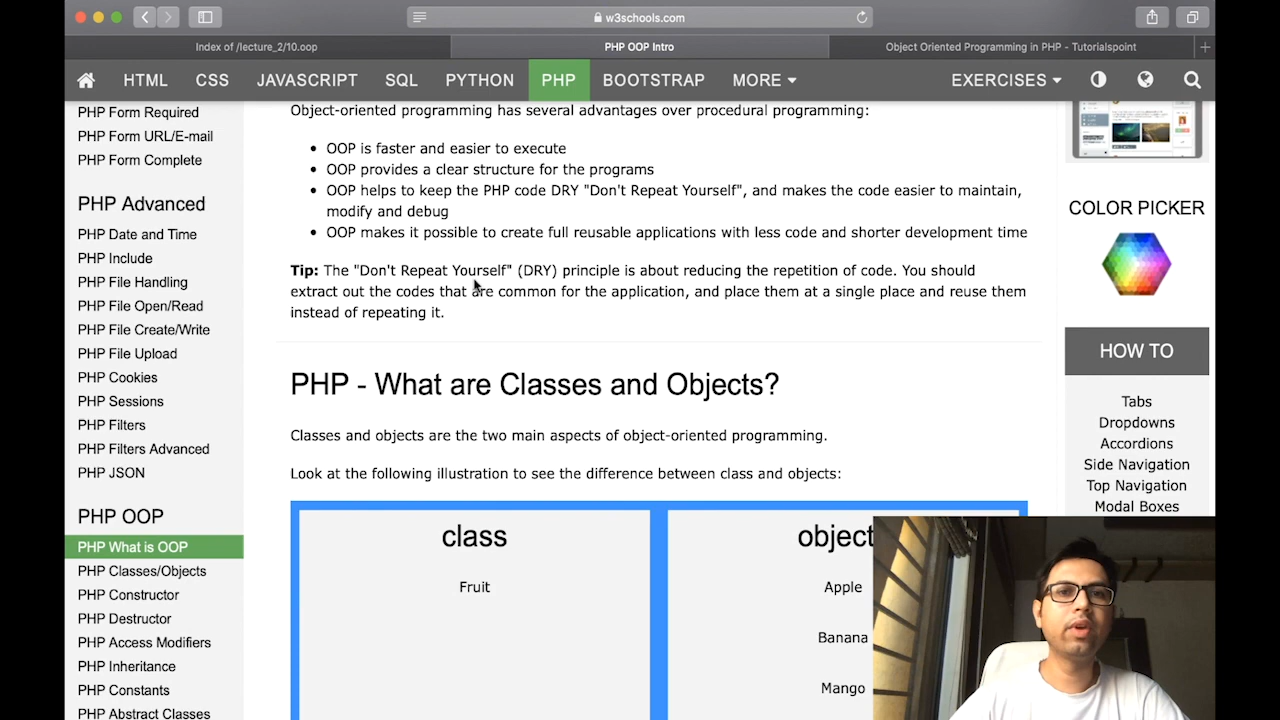 w3schools.com
Index of /lecture_2/10.oop
PHP OOP Intro
Object Oriented Programming in PHP - Tutorialspoint
HTML CSS JAVASCRIPT SQL PYTHON PHP BOOTSTRAP MORE EXERCISES
PHP Form Required
PHP Form URL/E-mail
PHP Form Complete
PHP Advanced
PHP Date and Time
PHP Include
PHP File Handling
PHP File Open/Read
PHP File Create/Write
PHP File Upload
PHP Cookies
PHP Sessions
PHP Filters
PHP Filters Advanced
PHP JSON
PHP OOP
PHP What is OOP
PHP Classes/Objects
PHP Constructor
PHP Destructor
PHP Access Modifiers
PHP Inheritance
PHP Constants
PHP Abstract Classes
Object-oriented programming has several advantages over procedural programming:
• OOP is faster and easier to execute
• OOP provides a clear structure for the programs
• OOP helps to keep the PHP code DRY "Don't Repeat Yourself", and makes the code easier to maintain,
modify and debug
• OOP makes it possible to create full reusable applications with less code and shorter development time
Tip: The "Don't Repeat Yourself" (DRY) principle is about reducing the repetition of code. You should
extract out the codes that are common for the application, and place them at a single place and reuse them
instead of repeating it.
PHP - What are Classes and Objects?
Classes and objects are the two main aspects of object-oriented programming.
Look at the following illustration to see the difference between class and objects:
class
Fruit
object
Apple
Banana
Mango
COLOR PICKER
HOW TO
Tabs
Dropdowns
Accordions
Side Navigation
Top Navigation
Modal Boxes